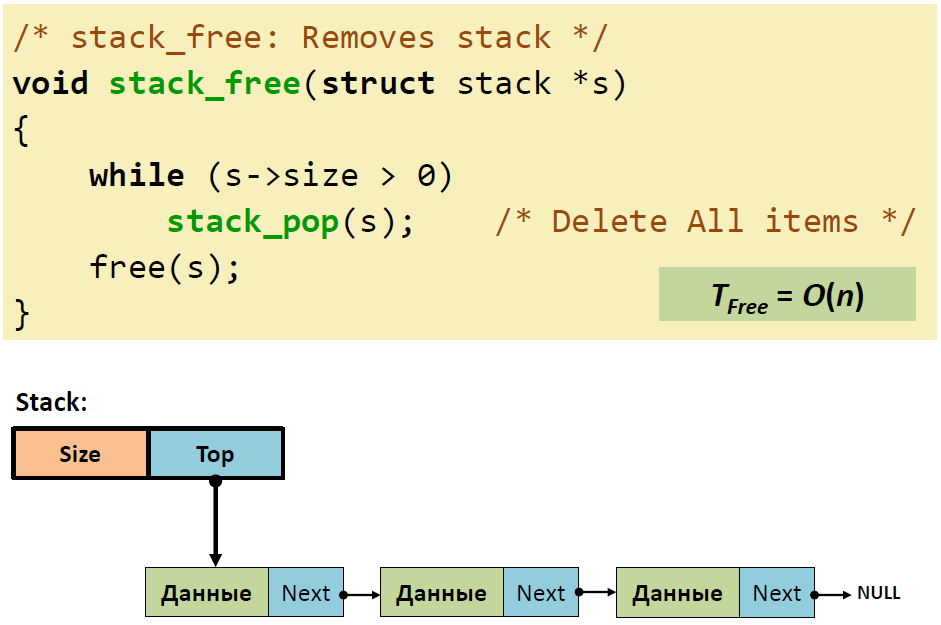 /* stack_free: Removes stack */
void stack_free(struct stack *s)
{
    while (s->size > 0)
        stack_pop(s);    /* Delete All items */
    free(s);
}
T_Free = O(n)
Stack:
Size Top
Данные Next Данные Next Данные Next NULL